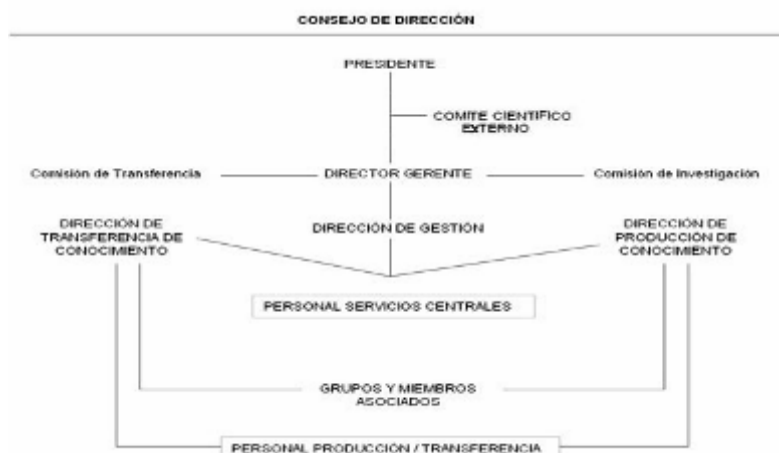 CONSEJO DE DIRECCIÓN
PRESIDENTE
COMITE CIENTÍFICO
EXTERNO
Comisión de Transferencia
DIRECTOR GERENTE
Comisión de Investigación
DIRECCIÓN DE
TRANSFERENCIA DE
CONOCIMIENTO
DIRECCIÓN DE GESTIÓN
DIRECCIÓN DE
PRODUCCIÓN DE
CONOCIMIENTO
PERSONAL SERVICIOS CENTRALES
GRUPOS Y MIEMBROS
ASOCIADOS
PERSONAL PRODUCCIÓN / TRANSFERENCIA